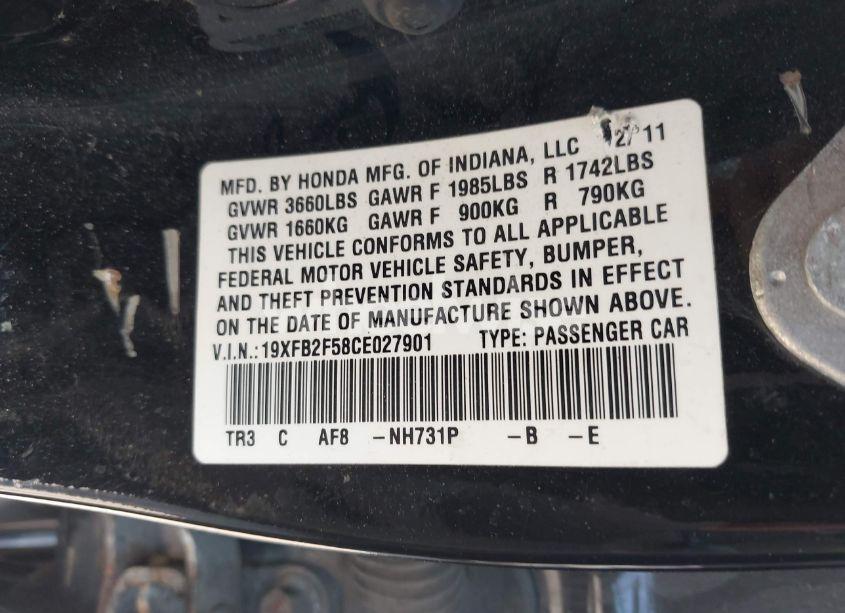 MFD. BY HONDA MFG. OF INDIANA, LLC 12/11
GVWR 3660LBS GAWR F 1985LBS R 1742LBS
GVWR 1660KG GAWR F 900KG R 790KG
THIS VEHICLE CONFORMS TO ALL APPLICABLE
FEDERAL MOTOR VEHICLE SAFETY, BUMPER,
AND THEFT PREVENTION STANDARDS IN EFFECT
ON THE DATE OF MANUFACTURE SHOWN ABOVE.
V.I.N.:19XFB2F58CE027901 TYPE: PASSENGER CAR
TR3 C AF8 -NH731P -B -E